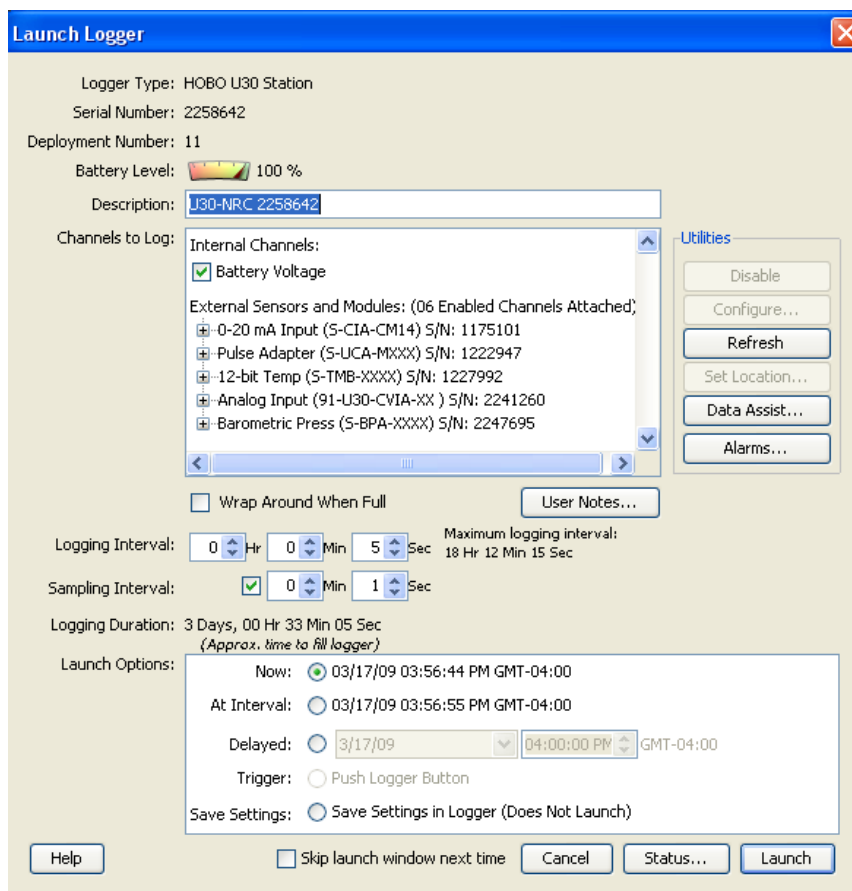 Launch Logger
Logger Type: HOBO U30 Station
Serial Number: 2258642
Deployment Number: 11
Battery Level: 100 %
Description: U30-NRC 2258642
Channels to Log:
Internal Channels:
Battery Voltage
External Sensors and Modules: (06 Enabled Channels Attached)
0-20 mA Input (S-CIA-CM14) S/N: 1175101
Pulse Adapter (S-UCA-MXXX) S/N: 1222947
12-bit Temp (S-TMB-XXXX) S/N: 1227992
Analog Input (91-U30-CVIA-XX ) S/N: 2241260
Barometric Press (S-BPA-XXXX) S/N: 2247695
Utilities
Disable
Configure...
Refresh
Set Location...
Data Assist...
Alarms...
Wrap Around When Full
User Notes...
Logging Interval: 0 Hr 0 Min 5 Sec
Maximum logging interval:
18 Hr 12 Min 15 Sec
Sampling Interval: 0 Min 1 Sec
Logging Duration: 3 Days, 00 Hr 33 Min 05 Sec
(Approx. time to fill logger)
Launch Options:
Now: 03/17/09 03:56:44 PM GMT-04:00
At Interval: 03/17/09 03:56:55 PM GMT-04:00
Delayed: 3/17/09 04:00:00 PM GMT-04:00
Trigger: Push Logger Button
Save Settings: Save Settings in Logger (Does Not Launch)
Help
Skip launch window next time
Cancel
Status...
Launch